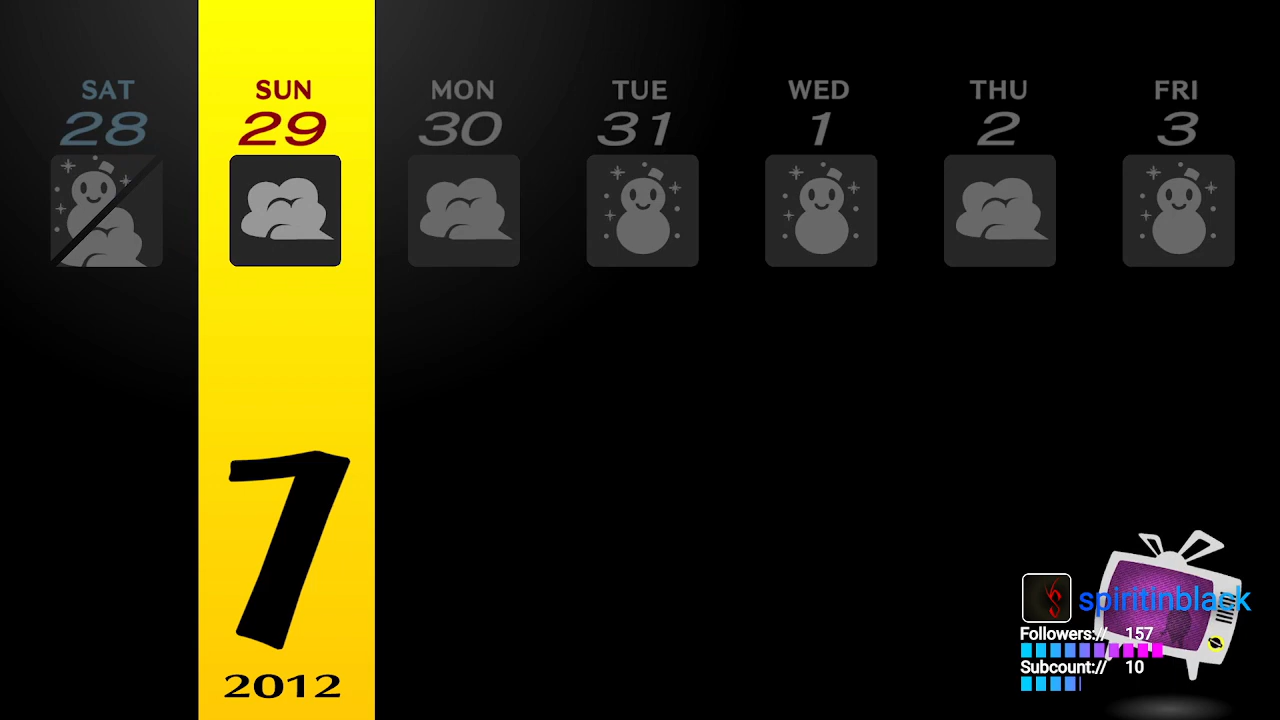 SAT SUN MON TUE WED THU FRI
28 29 30 31 1 2 3
1
2012
spiritinblack
Followers:// 157
Subcount:// 10